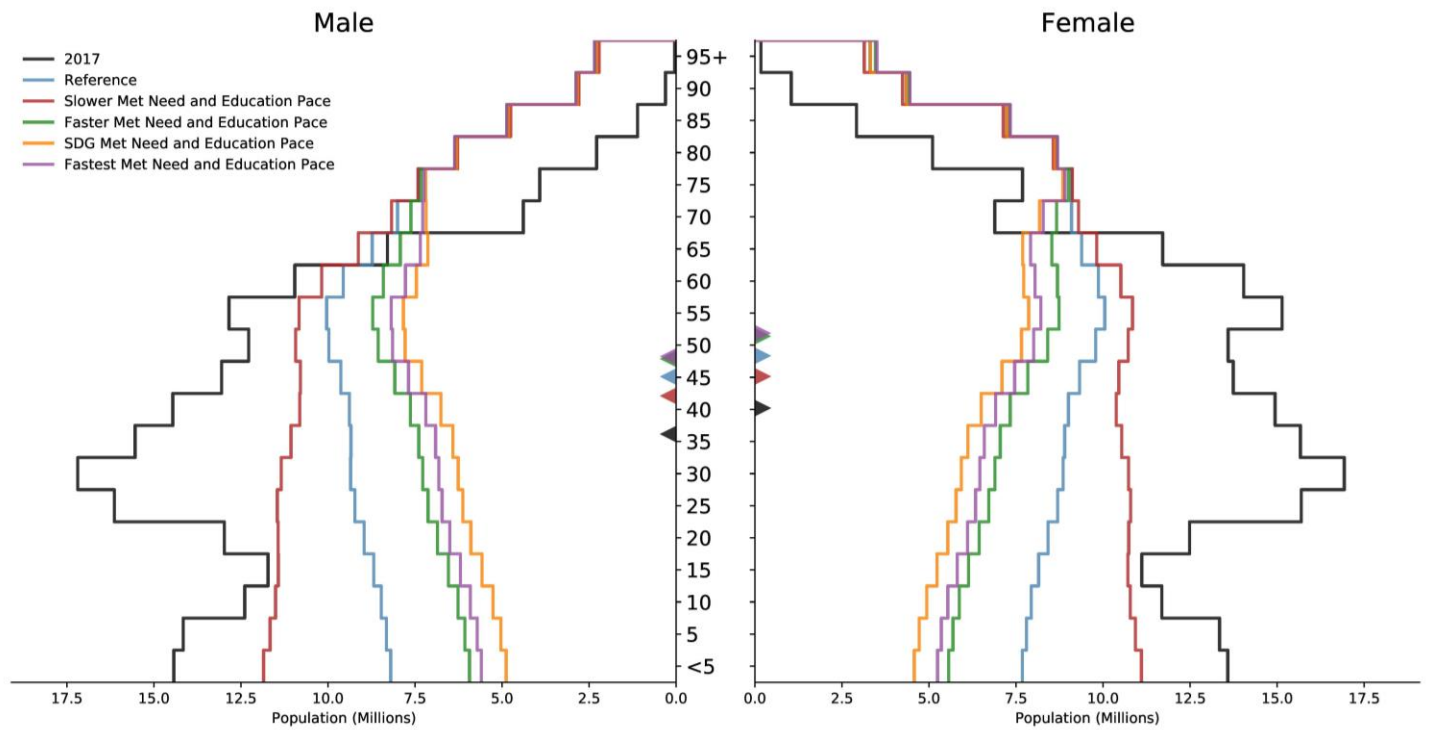 Male
Female
2017
Reference
Slower Met Need and Education Pace
Faster Met Need and Education Pace
SDG Met Need and Education Pace
Fastest Met Need and Education Pace
95+
90
85
80
75
70
65
60
55
50
45
40
35
30
25
20
15
10
5
<5
17.5 15.0 12.5 10.0 7.5 5.0 2.5 0.0
0.0 2.5 5.0 7.5 10.0 12.5 15.0 17.5
Population (Millions)
Population (Millions)